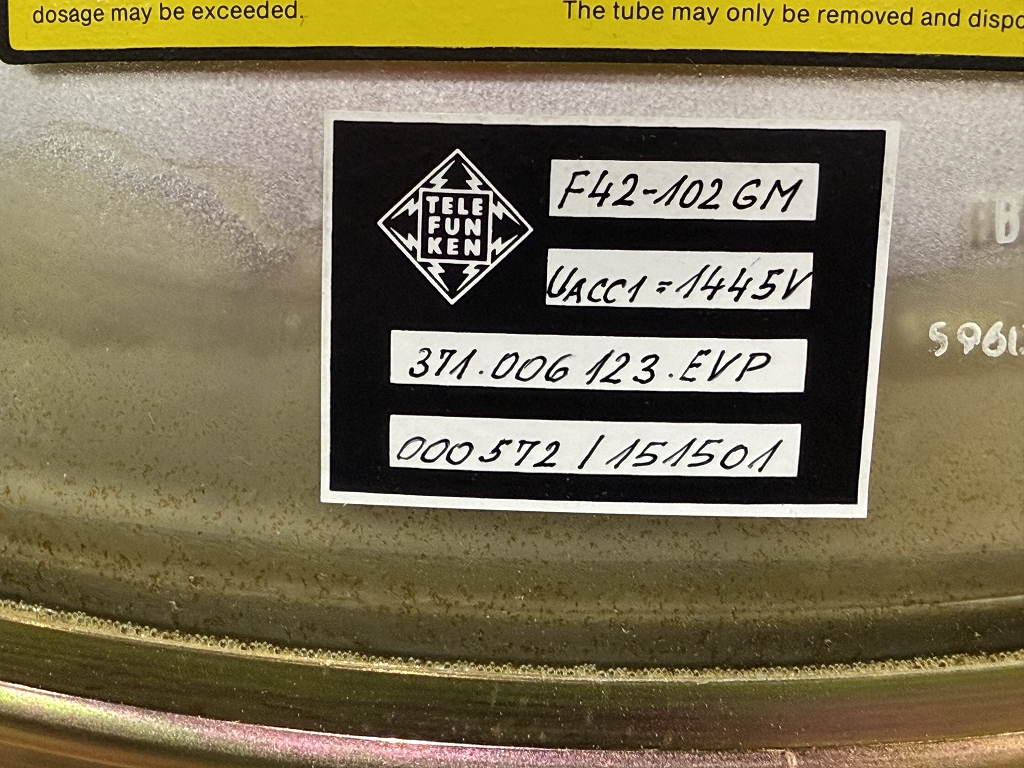 dosage may be exceeded.
The tube may only be removed and
TELE
FUN
KEN
F42-102 GM
UACC1 = 1445V
371.006 123.EVP
000572 / 151501